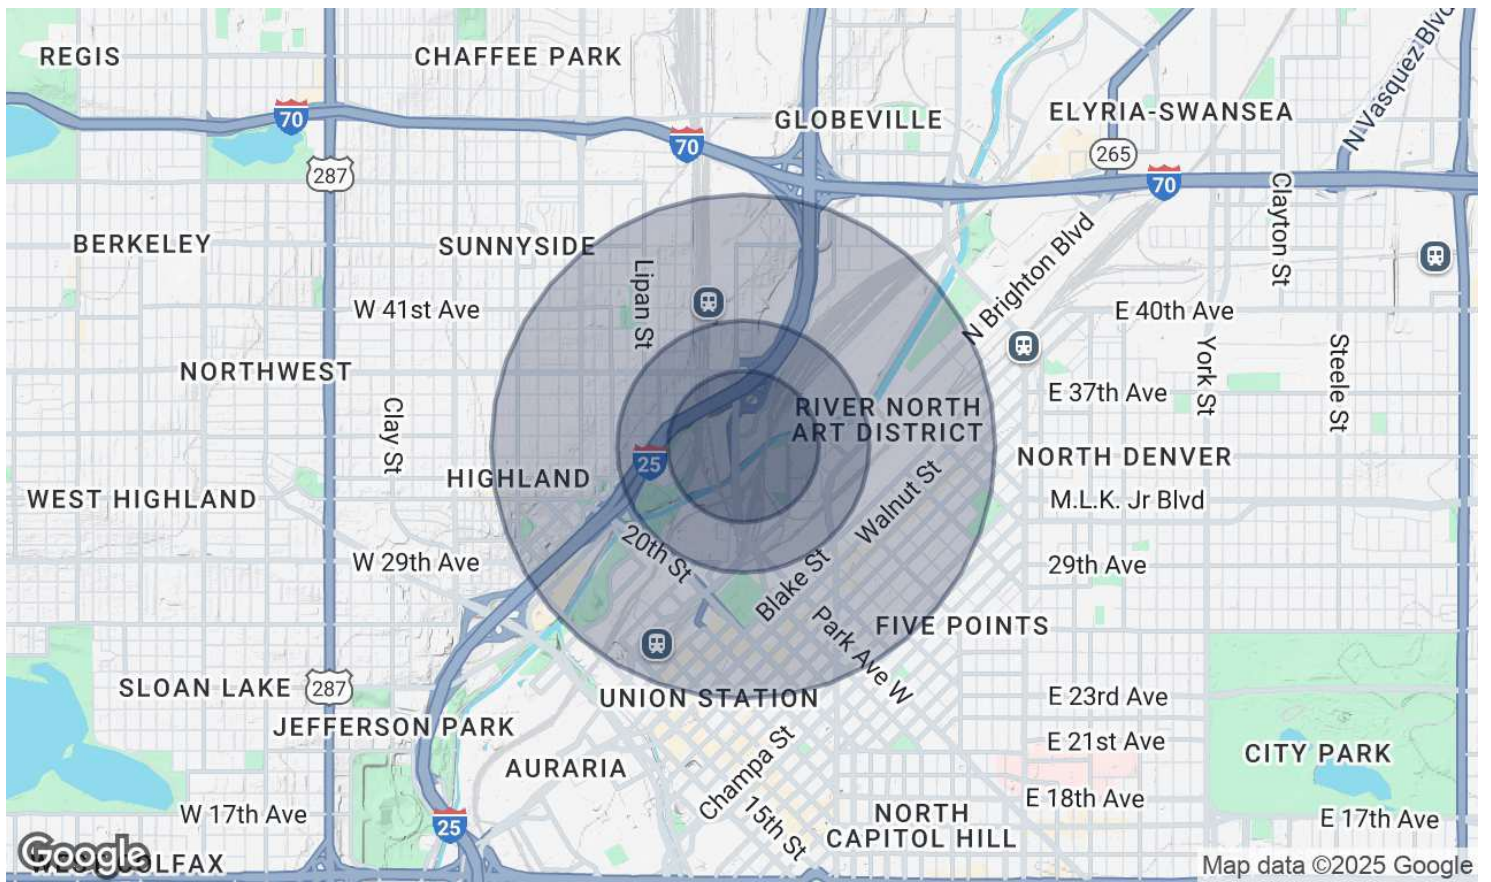 REGIS
CHAFFEE PARK
N Vasquez Blvd
70
GLOBEVILLE
ELYRIA-SWANSEA
70
265
287
70
Clayton St
BERKELEY
SUNNYSIDE
Lipan St
N Brighton Blvd
W 41st Ave
E 40th Ave
NORTHWEST
York St
Steele St
E 37th Ave
Clay St
RIVER NORTH
ART DISTRICT
25
NORTH DENVER
HIGHLAND
WEST HIGHLAND
Walnut St
M.L.K. Jr Blvd
20th St
W 29th Ave
29th Ave
Blake St
FIVE POINTS
Park Ave W
SLOAN LAKE
287
UNION STATION
E 23rd Ave
JEFFERSON PARK
E 21st Ave
CITY PARK
AURARIA
Champa St
E 18th Ave
W 17th Ave
25
15th St
NORTH
CAPITOL HILL
E 17th Ave
Google
WEST COLFAX
Map data ©2025 Google